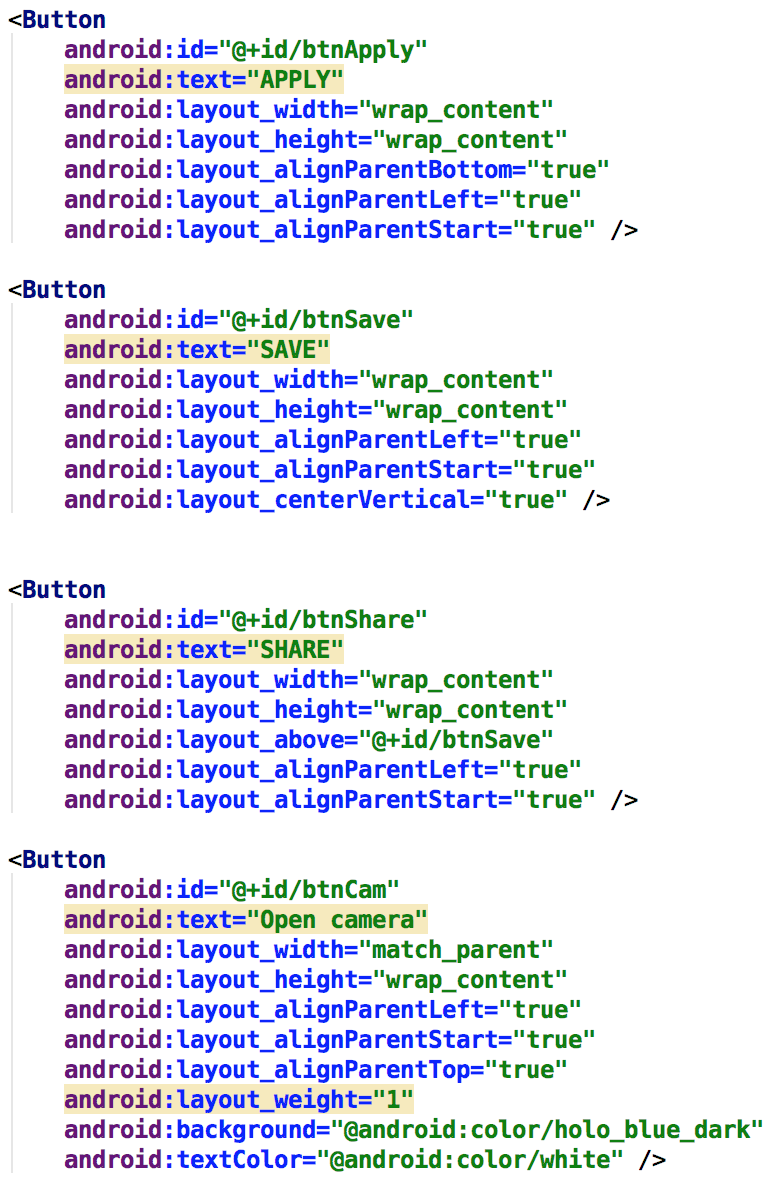 <Button
    android:id="@+id/btnApply"
    android:text="APPLY"
    android:layout_width="wrap_content"
    android:layout_height="wrap_content"
    android:layout_alignParentBottom="true"
    android:layout_alignParentLeft="true"
    android:layout_alignParentStart="true" />

<Button
    android:id="@+id/btnSave"
    android:text="SAVE"
    android:layout_width="wrap_content"
    android:layout_height="wrap_content"
    android:layout_alignParentLeft="true"
    android:layout_alignParentStart="true"
    android:layout_centerVertical="true" />

<Button
    android:id="@+id/btnShare"
    android:text="SHARE"
    android:layout_width="wrap_content"
    android:layout_height="wrap_content"
    android:layout_above="@+id/btnSave"
    android:layout_alignParentLeft="true"
    android:layout_alignParentStart="true" />

<Button
    android:id="@+id/btnCam"
    android:text="Open camera"
    android:layout_width="match_parent"
    android:layout_height="wrap_content"
    android:layout_alignParentLeft="true"
    android:layout_alignParentStart="true"
    android:layout_alignParentTop="true"
    android:layout_weight="1"
    android:background="@android:color/holo_blue_dark"
    android:textColor="@android:color/white" />